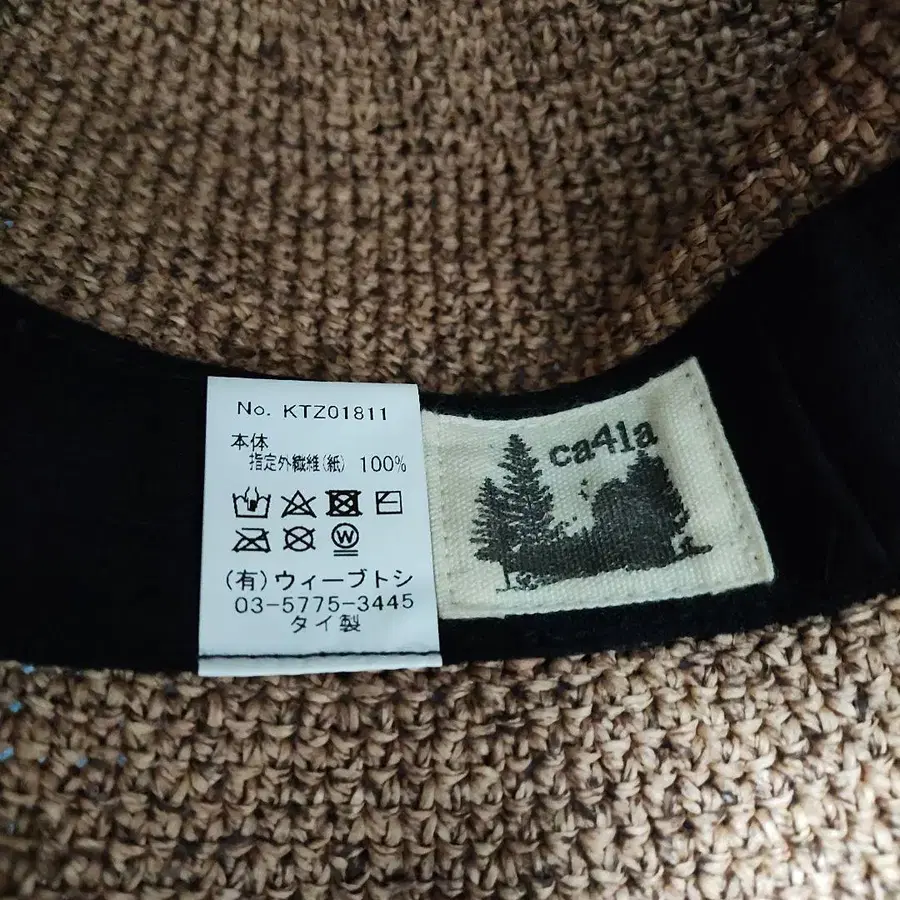 No. KTZ01811
本体
指定外繊維(紙) 100%
W
(有)ウィーブトシ
03-5775-3445
タイ製
ca4la